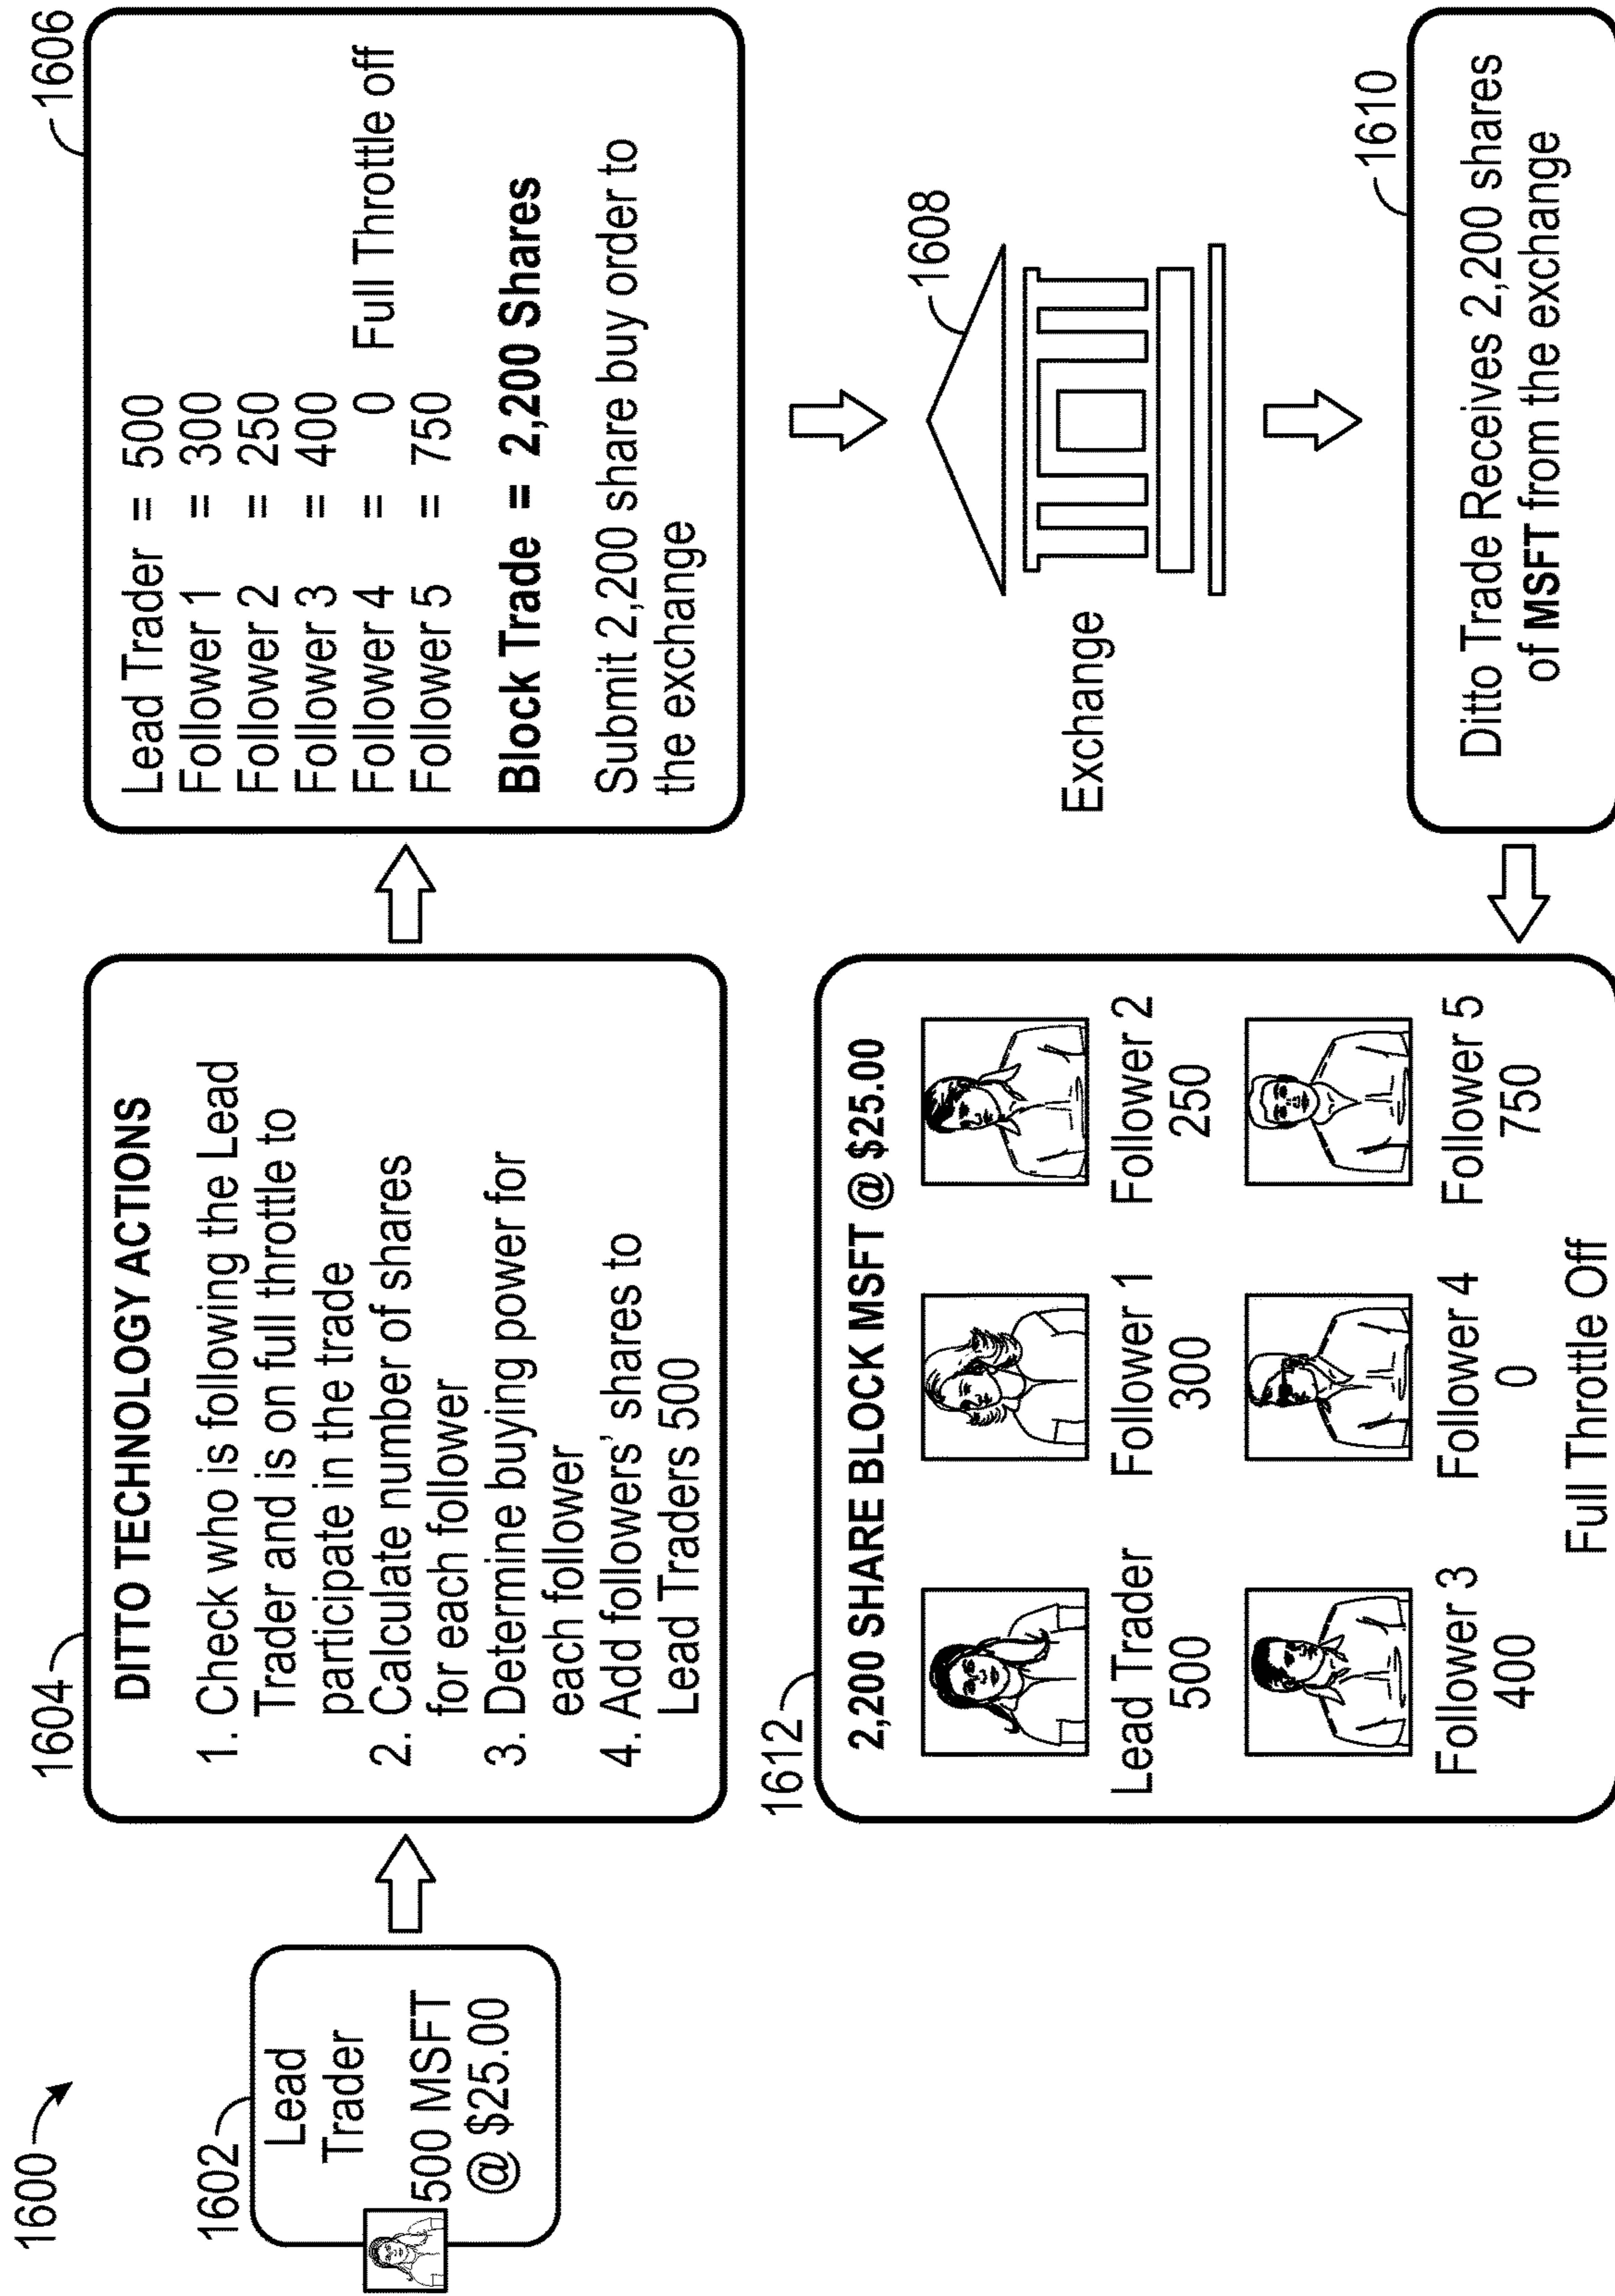 1600
1602
Lead
Trader
500 MSFT
@ $25.00
1604
DITTO TECHNOLOGY ACTIONS
1. Check who is following the Lead
Trader and is on full throttle to
participate in the trade
2. Calculate number of shares
for each follower
3. Determine buying power for
each follower
4. Add followers' shares to
Lead Traders 500
1606
Lead Trader = 500
Follower 1 = 300
Follower 2 = 250
Follower 3 = 400
Follower 4 = 0 Full Throttle off
Follower 5 = 750
Block Trade = 2,200 Shares
Submit 2,200 share buy order to
the exchange
1608
Exchange
1610
Ditto Trade Receives 2,200 shares
of MSFT from the exchange
1612
2,200 SHARE BLOCK MSFT @ $25.00
Lead Trader Follower 1 Follower 2
500 300 250
Follower 3 Follower 4 Follower 5
400 0 750
Full Throttle Off